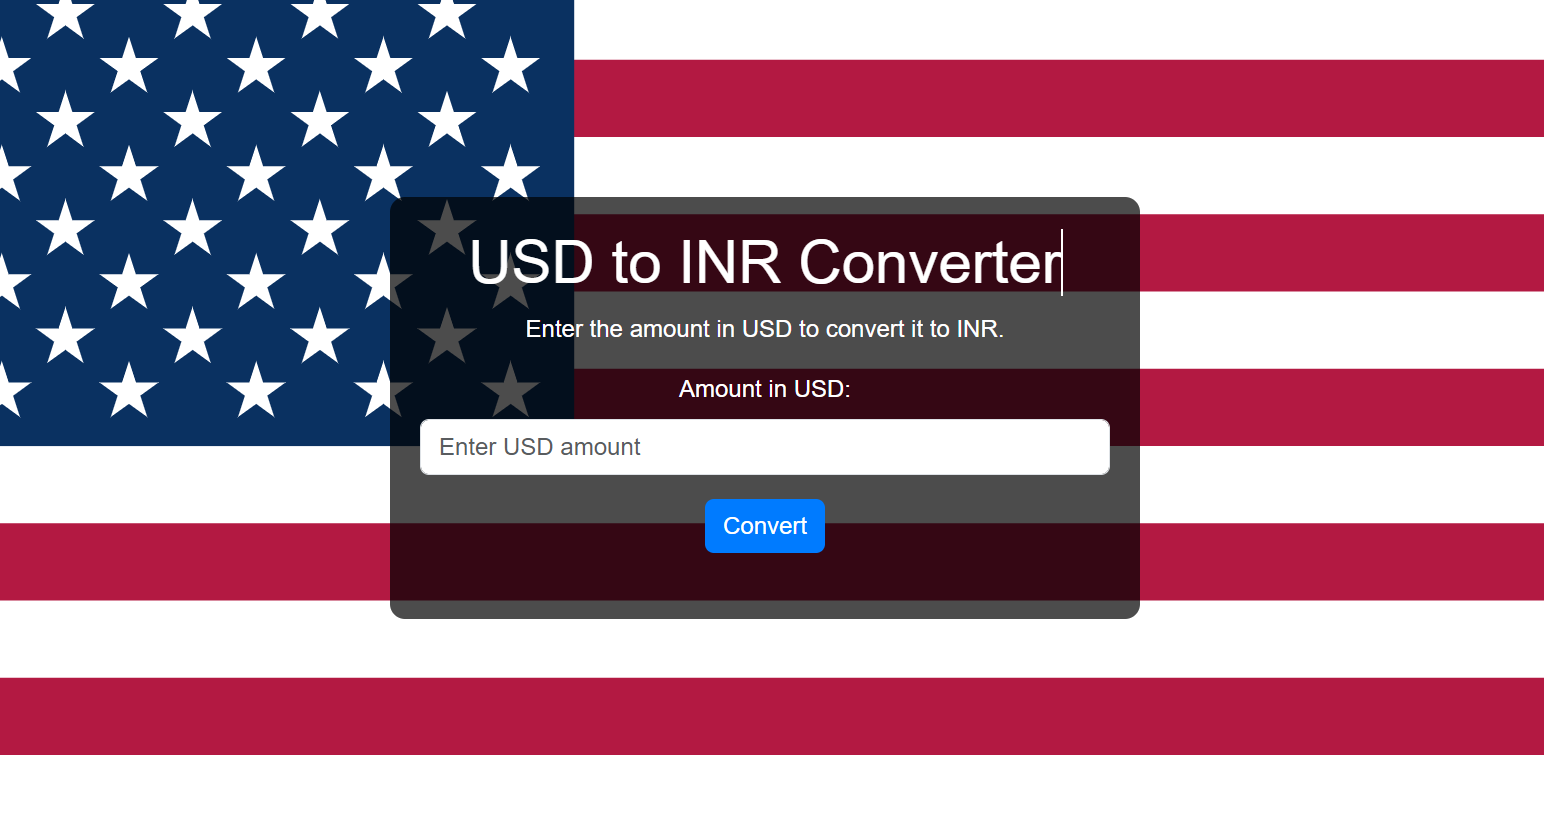 USD to INR Converter
Enter the amount in USD to convert it to INR.
Amount in USD:
Enter USD amount
Convert